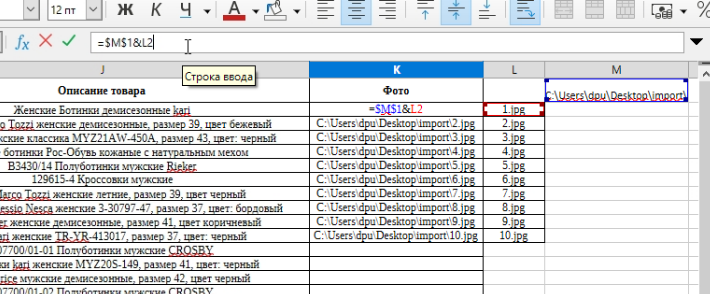 12 пт Ж К Ч А %
fx =$M$1&L2
Строка ввода
J K L M
Описание товара Фото C:\Users\dpu\Desktop\import\
Женские Ботинки демисезонные kari =$M$1&L2 1.jpg
o Tozzi женские демисезонные, размер 39, цвет бежевый C:\Users\dpu\Desktop\import\2.jpg 2.jpg
ские классика MYZ21AW-450A, размер 43, цвет: черный C:\Users\dpu\Desktop\import\3.jpg 3.jpg
ботинки Рос-Обувь кожаные с натуральным мехом C:\Users\dpu\Desktop\import\4.jpg 4.jpg
B3430/14 Полуботинки мужские Rieker C:\Users\dpu\Desktop\import\5.jpg 5.jpg
129615-4 Кроссовки мужские C:\Users\dpu\Desktop\import\6.jpg 6.jpg
arco Tozzi женские летние, размер 39, цвет черный C:\Users\dpu\Desktop\import\7.jpg 7.jpg
essio Nesca женские 3-30797-47, размер 37, цвет: бордовый C:\Users\dpu\Desktop\import\8.jpg 8.jpg
er женские демисезонные, размер 41, цвет коричневый C:\Users\dpu\Desktop\import\9.jpg 9.jpg
ari женские TR-YR-413017, размер 37, цвет: черный C:\Users\dpu\Desktop\import\10.jpg 10.jpg
07700/01-01 Полуботинки мужские CROSBY
ки kari женские MYZ20S-149, размер 41, цвет: черный
rice мужские демисезонные, размер 42, цвет черный
07700/01-02 Полуботинки мужские CROSBY